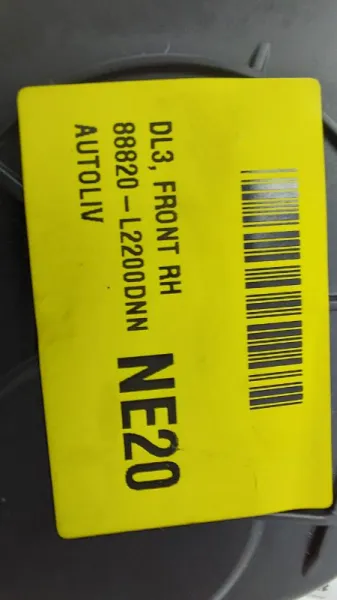 DL3, FRONT RH
88820-L2200DNN
AUTOLIV
NE20